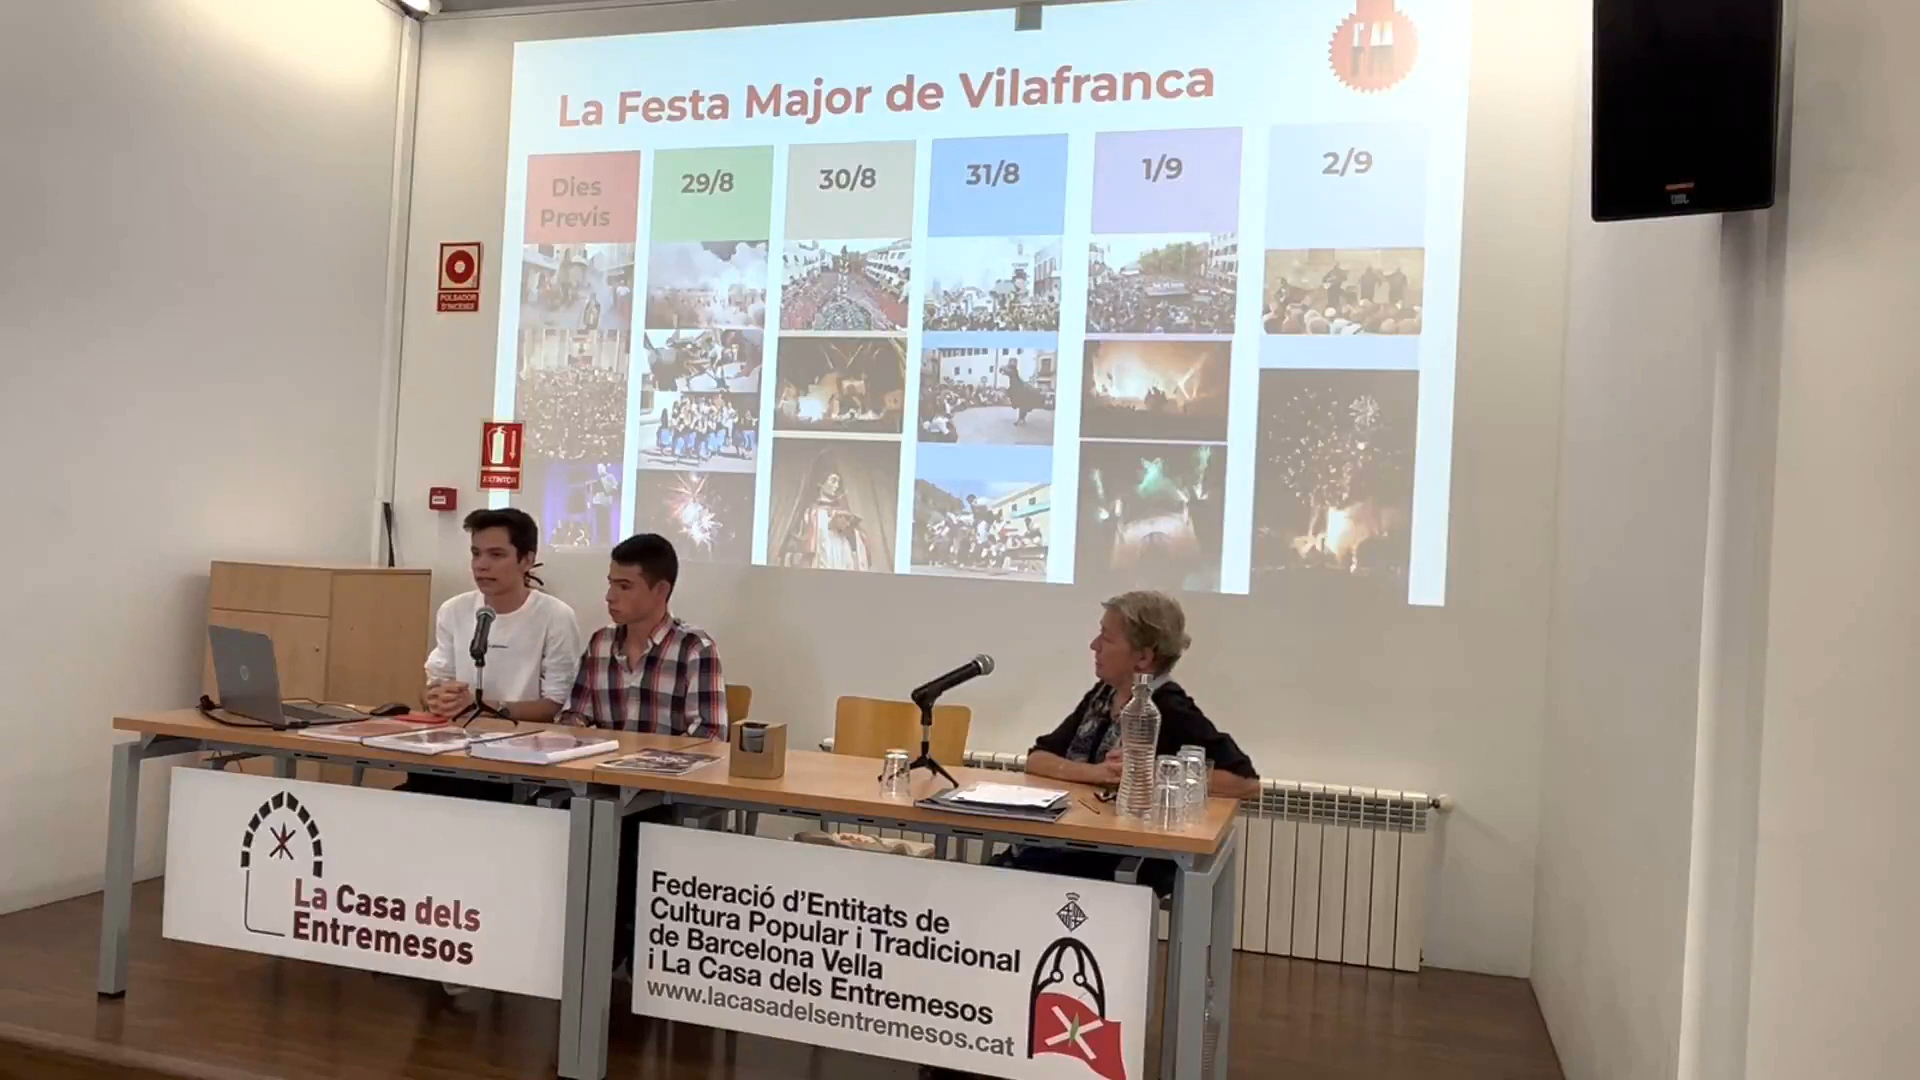 La Festa Major de Vilafranca
FM
Dies
Previs
29/8
30/8
31/8
1/9
2/9
POLSADOR
D'INCENDI
EXTINTOR
JBL
La Casa dels
Entremesos
Federació d'Entitats de
Cultura Popular i Tradicional
de Barcelona Vella
i La Casa dels Entremesos
www.lacasadelsentremesos.cat